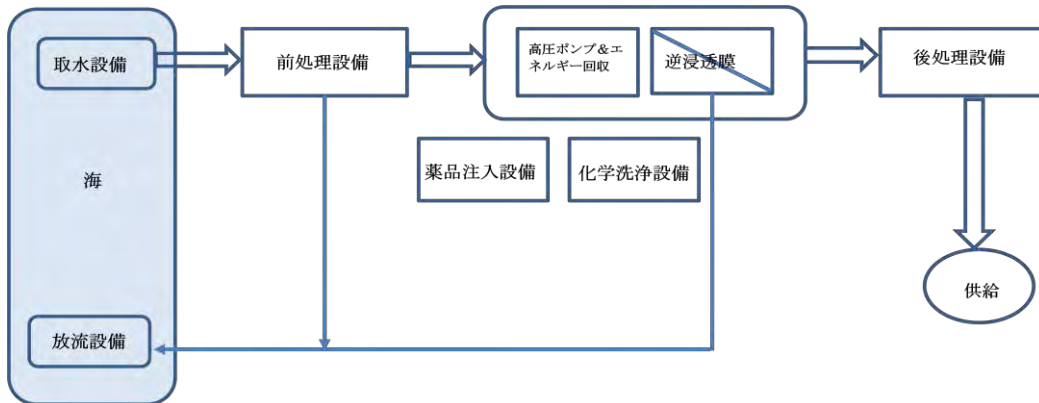 取水設備
前処理設備
高圧ポンプ＆エ
ネルギー回収
逆浸透膜
後処理設備
薬品注入設備
化学洗浄設備
海
供給
放流設備